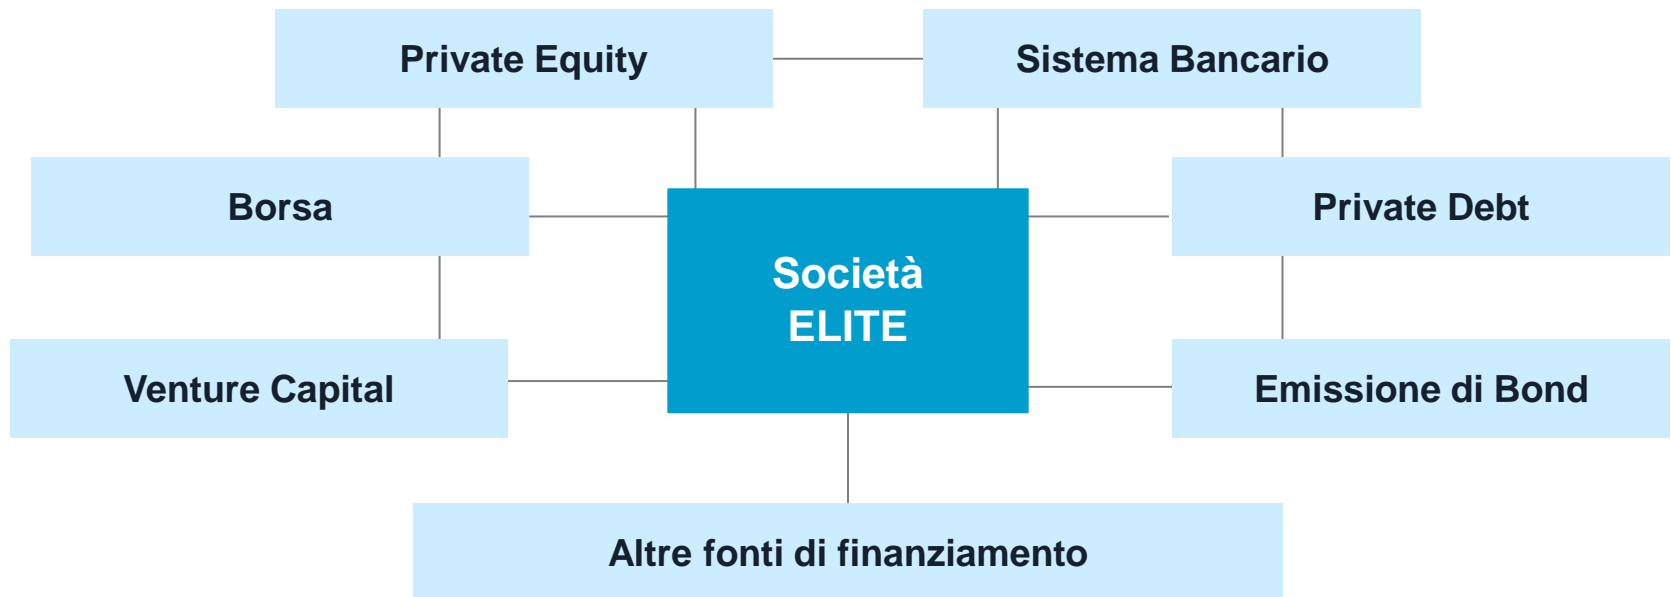 Private Equity
Sistema Bancario
Borsa
Private Debt
Società
ELITE
Venture Capital
Emissione di Bond
Altre fonti di finanziamento